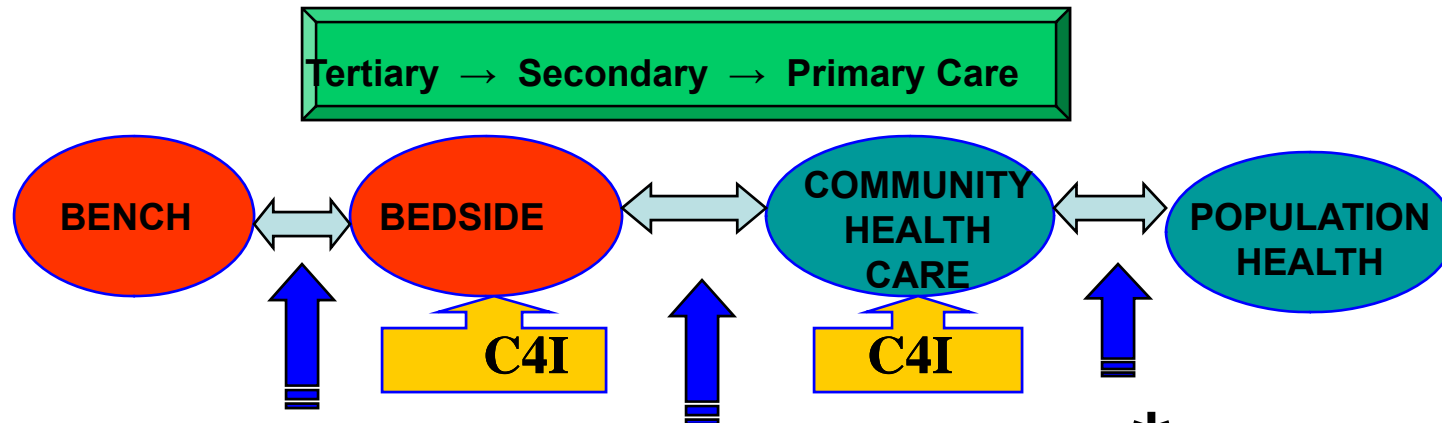 Tertiary → Secondary → Primary Care
BENCH
BEDSIDE
COMMUNITY
HEALTH
CARE
POPULATION
HEALTH
C4I
C4I
*